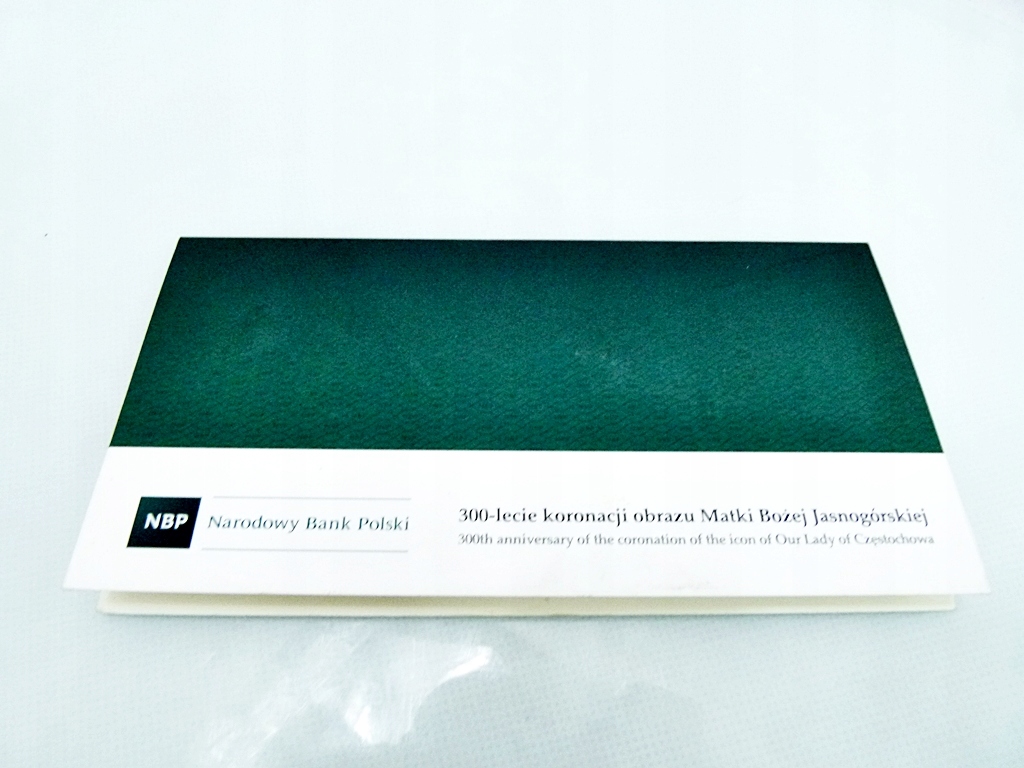 NBP
Narodowy Bank Polski
300-lecie koronacji obrazu Matki Bożej Jasnogórskiej
300th anniversary of the coronation of the icon of Our Lady of Częstochowa